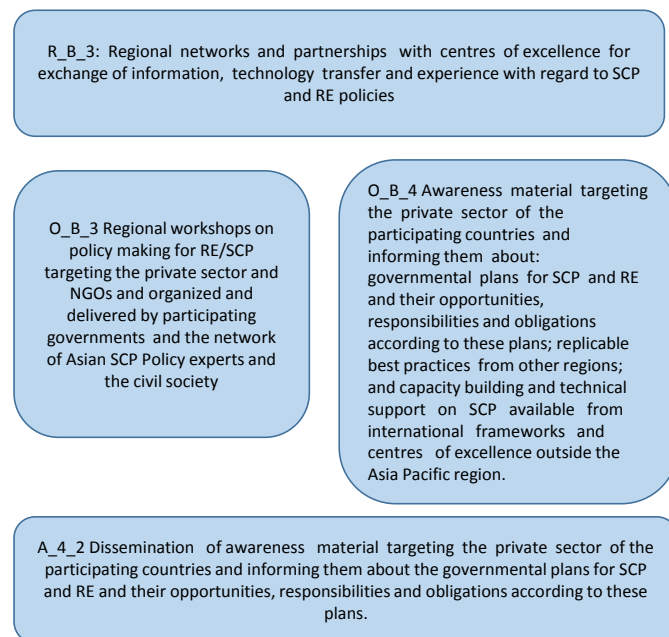 R_B_3: Regional networks and partnerships with centres of excellence for
exchange of information, technology transfer and experience with regard to SCP
and RE policies
O_B_3 Regional workshops on
policy making for RE/SCP
targeting the private sector and
NGOs and organized and
delivered by participating
governments and the network
of Asian SCP Policy experts and
the civil society
O_B_4 Awareness material targeting
the private sector of the
participating countries and
informing them about:
governmental plans for SCP and RE
and their opportunities,
responsibilities and obligations
according to these plans; replicable
best practices from other regions;
and capacity building and technical
support on SCP available from
international frameworks and
centres of excellence outside the
Asia Pacific region.
A_4_2 Dissemination of awareness material targeting the private sector of the
participating countries and informing them about the governmental plans for SCP
and RE and their opportunities, responsibilities and obligations according to these
plans.